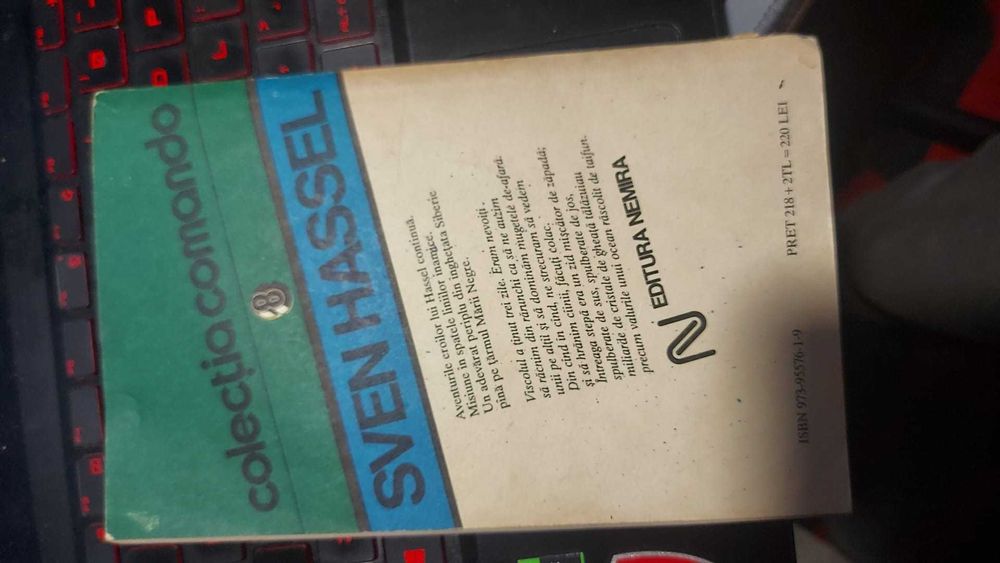 colecția comando
8
SVEN HASSEL
Aventurile eroilor lui Hassel continuă.
Misiune în spatele liniilor inamice.
Un adevărat periplu din înghețata Siberie
pînă pe țărmul Mării Negre.
Viscolul a ținut trei zile. Eram nevoiți
să răcnim din rărunchi ca să ne auzim
unii pe alții și să dominăm mugetele de-afară.
Din cînd în cînd, ne strecuram să vedem
și să hrănim cîinii, făcuți colac.
Întreaga stepă era un zid mișcător de zăpadă;
spulberate de sus, spulberate de jos,
miliarde de cristale de gheață tălăzuiau
precum valurile unui ocean răscolit de taifun.
EDITURA NEMIRA
ISBN 973-95576-1-9
PREȚ 218 + 2TL = 220 LEI